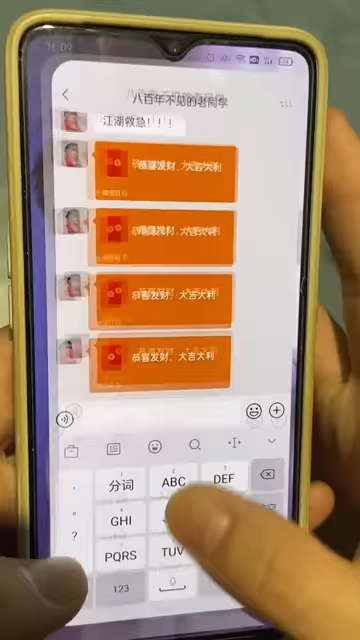 16:09
八百年不见的老同学
江湖救急！！！
恭喜发财，大吉大利
恭喜发财，大吉大利
恭喜发财，大吉大利
恭喜发财，大吉大利
分词
ABC
DEF
GHI
?
PQRS
TUV
123